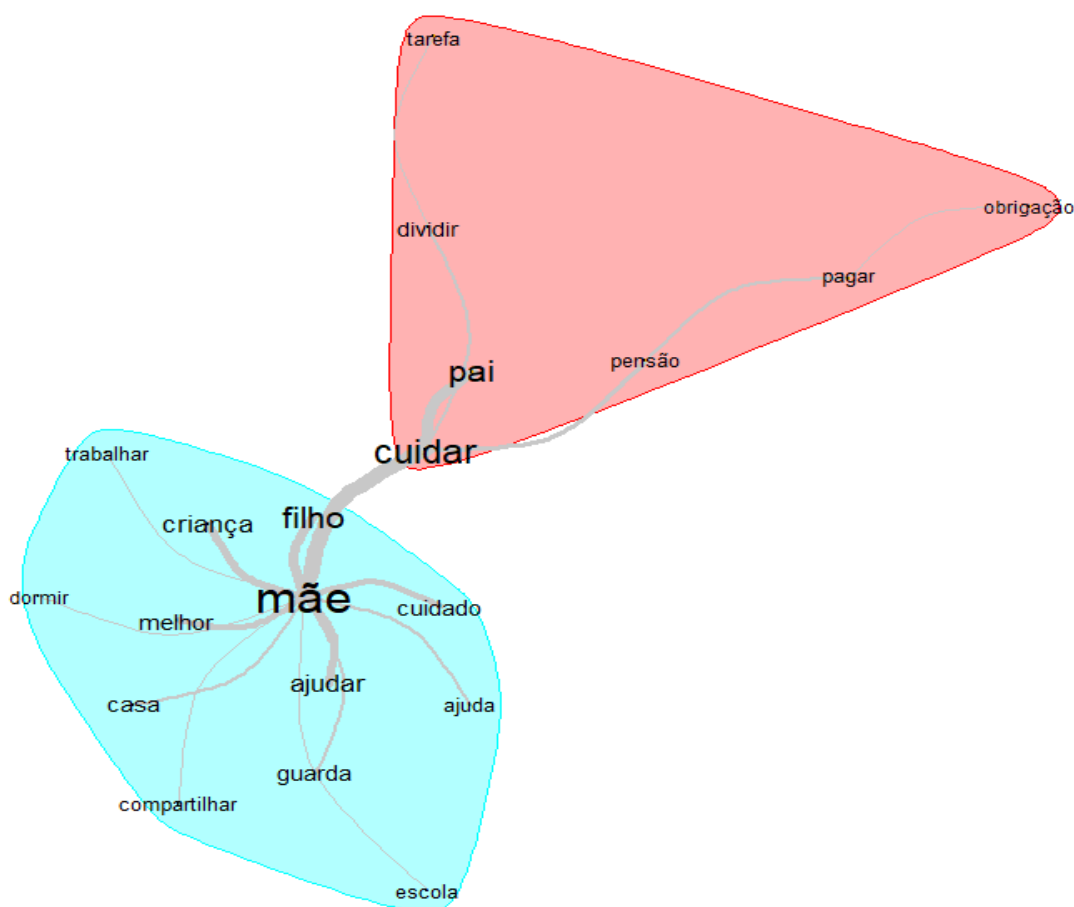 tarefa
obrigação
dividir
pagar
pensão
pai
cuidar
trabalhar
filho
criança
mãe
dormir
cuidado
melhor
ajudar
casa
ajuda
guarda
compartilhar
escola